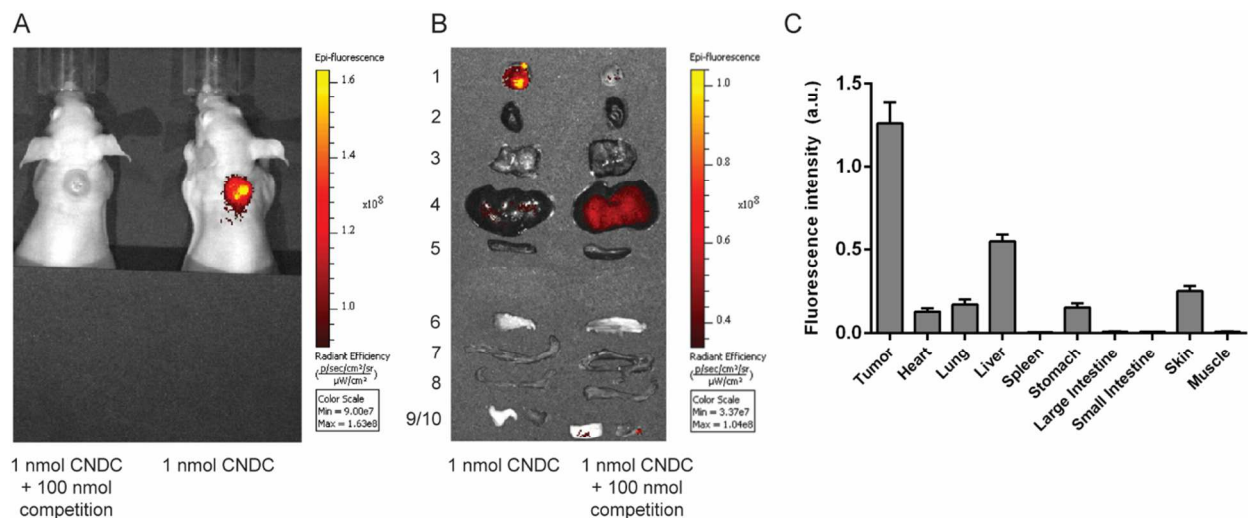 A
B
C
Epi-fluorescence
1.6
1.4
x10⁸
1.2
1.0
Radiant Efficiency
(p/sec/cm²/sr / µW/cm²)
Color Scale
Min = 9.00e7
Max = 1.63e8
1 nmol CNDC
+ 100 nmol
competition
1 nmol CNDC
1
2
3
4
5
6
7
8
9/10
Epi-fluorescence
1.0
0.8
x10⁸
0.6
0.4
Radiant Efficiency
(p/sec/cm²/sr / µW/cm²)
Color Scale
Min = 3.37e7
Max = 1.04e8
1 nmol CNDC
1 nmol CNDC
+ 100 nmol
competition
Fluorescence intensity (a.u.)
1.5
1.0
0.5
0.0
Tumor
Heart
Lung
Liver
Spleen
Stomach
Large Intestine
Small Intestine
Skin
Muscle